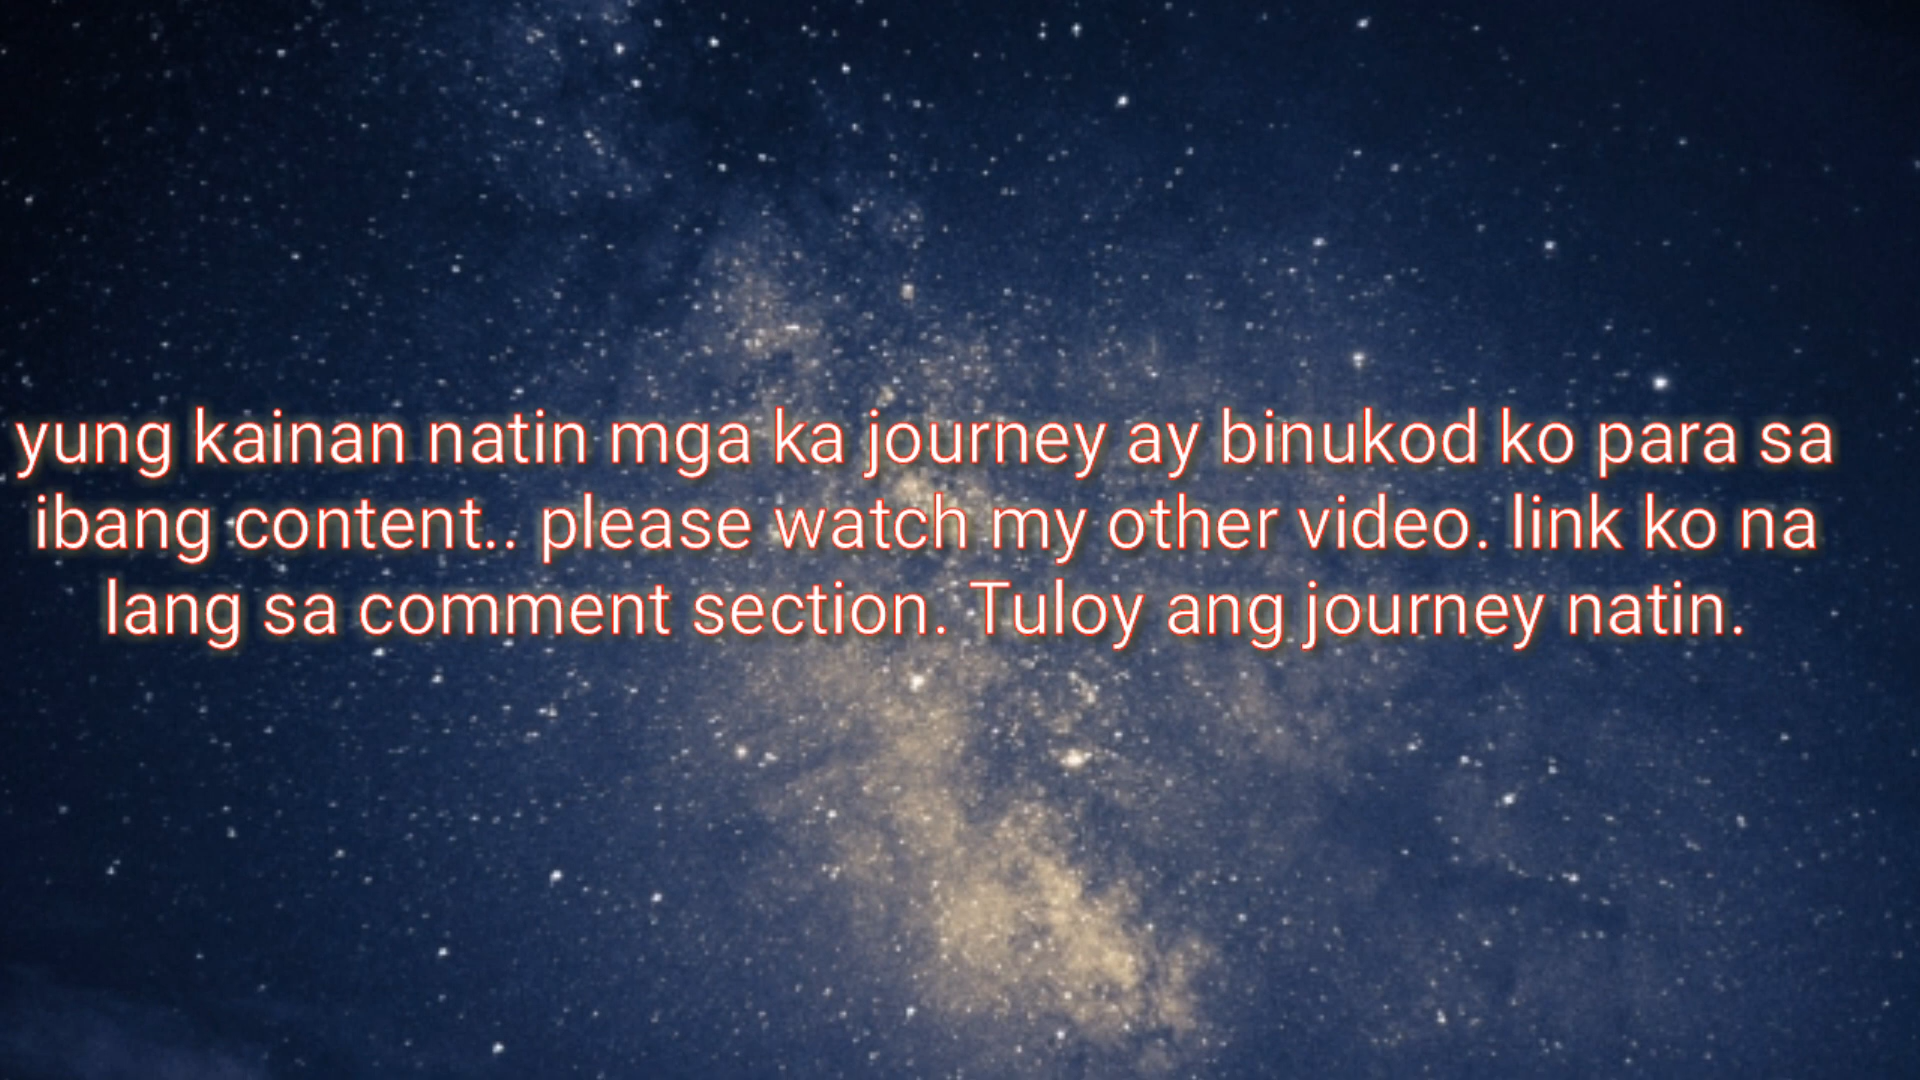 yung kainan natin mga ka journey ay binukod ko para sa
ibang content.. please watch my other video. link ko na
lang sa comment section. Tuloy ang journey natin.